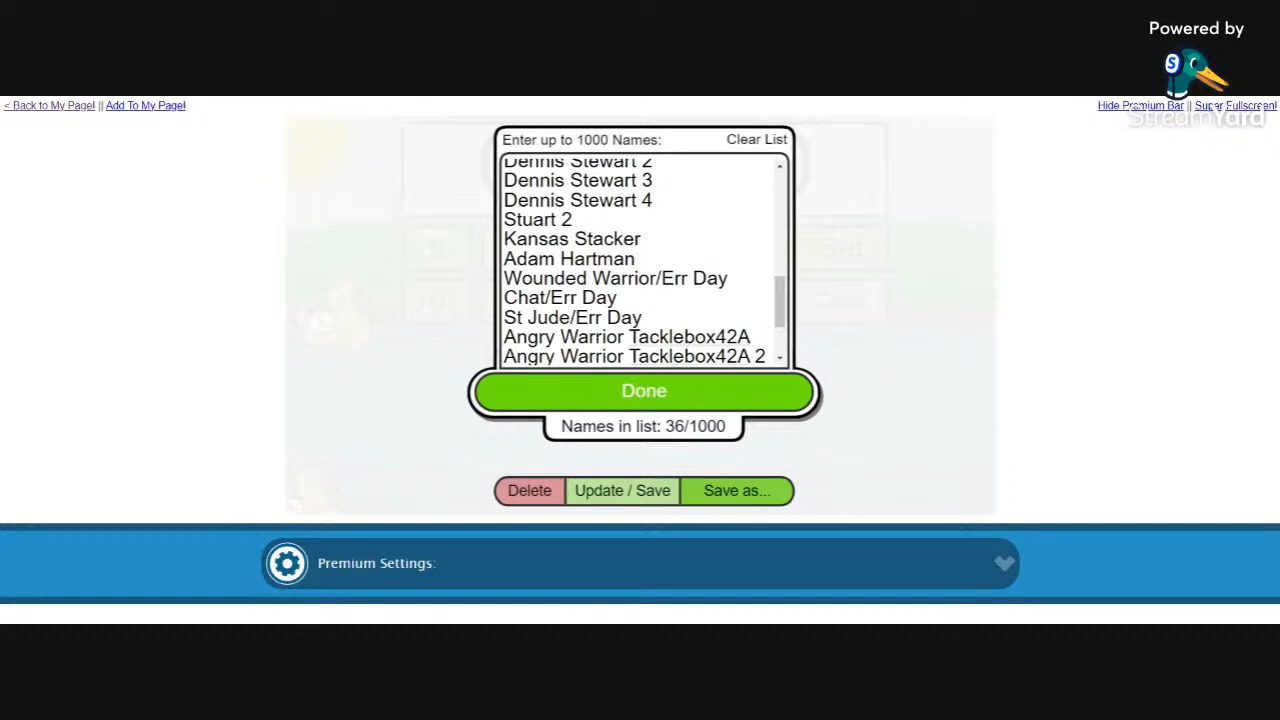 Powered by
S
StreamYard
< Back to My Page! || Add To My Page!
Hide Premium Bar || Super Fullscreen!
Enter up to 1000 Names:
Clear List
Dennis Stewart 2
Dennis Stewart 3
Dennis Stewart 4
Stuart 2
Kansas Stacker
Adam Hartman
Wounded Warrior/Err Day
Chat/Err Day
St Jude/Err Day
Angry Warrior Tacklebox42A
Angry Warrior Tacklebox42A 2
Done
Names in list: 36/1000
Delete
Update / Save
Save as...
Premium Settings: